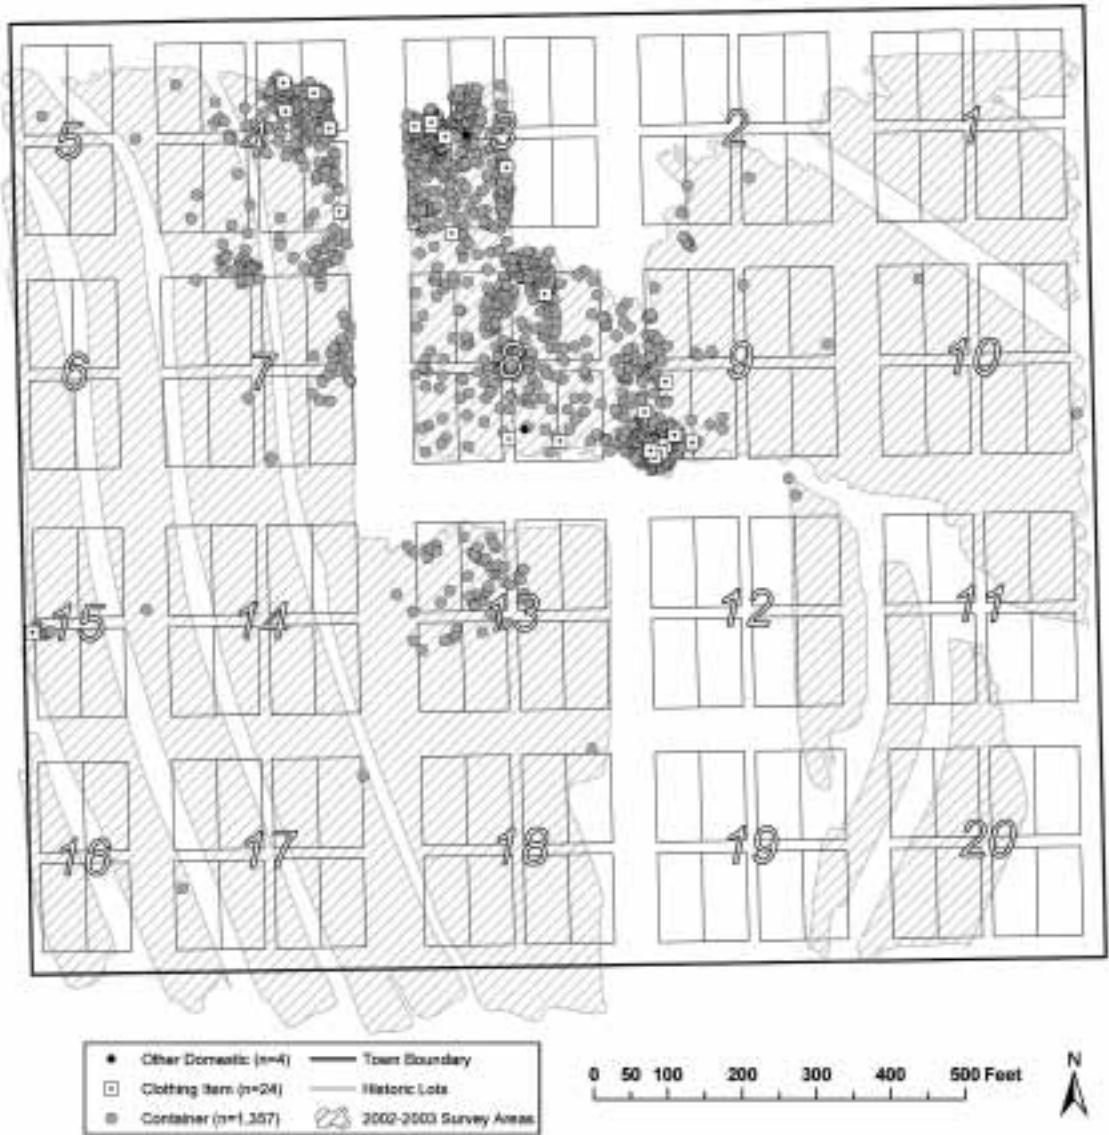 5 4 3 2 1
6 7 8 9 10
15 14 13 12 11
16 17 18 19 20
Other Domestic (n=4) Town Boundary
Clothing Item (n=24) Historic Lots
Container (n=1,357) 2002-2003 Survey Areas
0 50 100 200 300 400 500 Feet
N